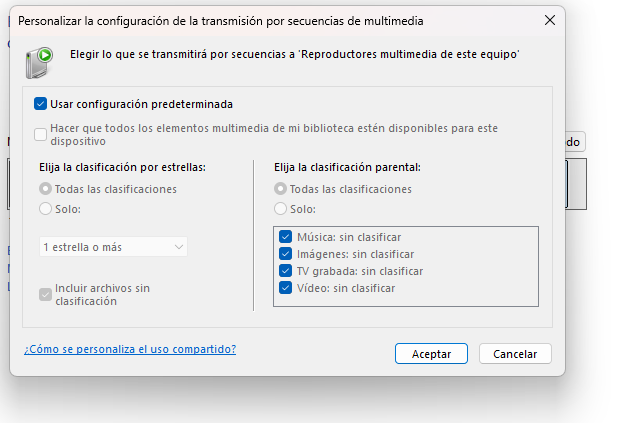 Personalizar la configuración de la transmisión por secuencias de multimedia
Elegir lo que se transmitirá por secuencias a 'Reproductores multimedia de este equipo'
Usar configuración predeterminada
Hacer que todos los elementos multimedia de mi biblioteca estén disponibles para este
dispositivo
Elija la clasificación por estrellas:
Todas las clasificaciones
Solo:
1 estrella o más
Incluir archivos sin
clasificación
Elija la clasificación parental:
Todas las clasificaciones
Solo:
Música: sin clasificar
Imágenes: sin clasificar
TV grabada: sin clasificar
Vídeo: sin clasificar
¿Cómo se personaliza el uso compartido?
Aceptar
Cancelar
do